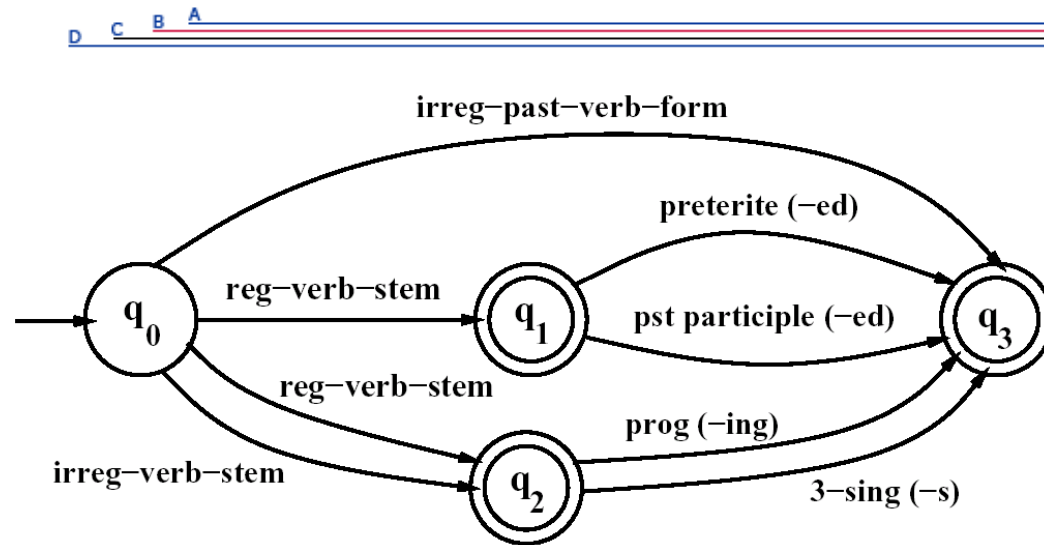 A
B
C
D
irreg−past−verb−form
preterite (−ed)
reg−verb−stem
q0
q1
pst participle (−ed)
q3
reg−verb−stem
prog (−ing)
irreg−verb−stem
q2
3−sing (−s)